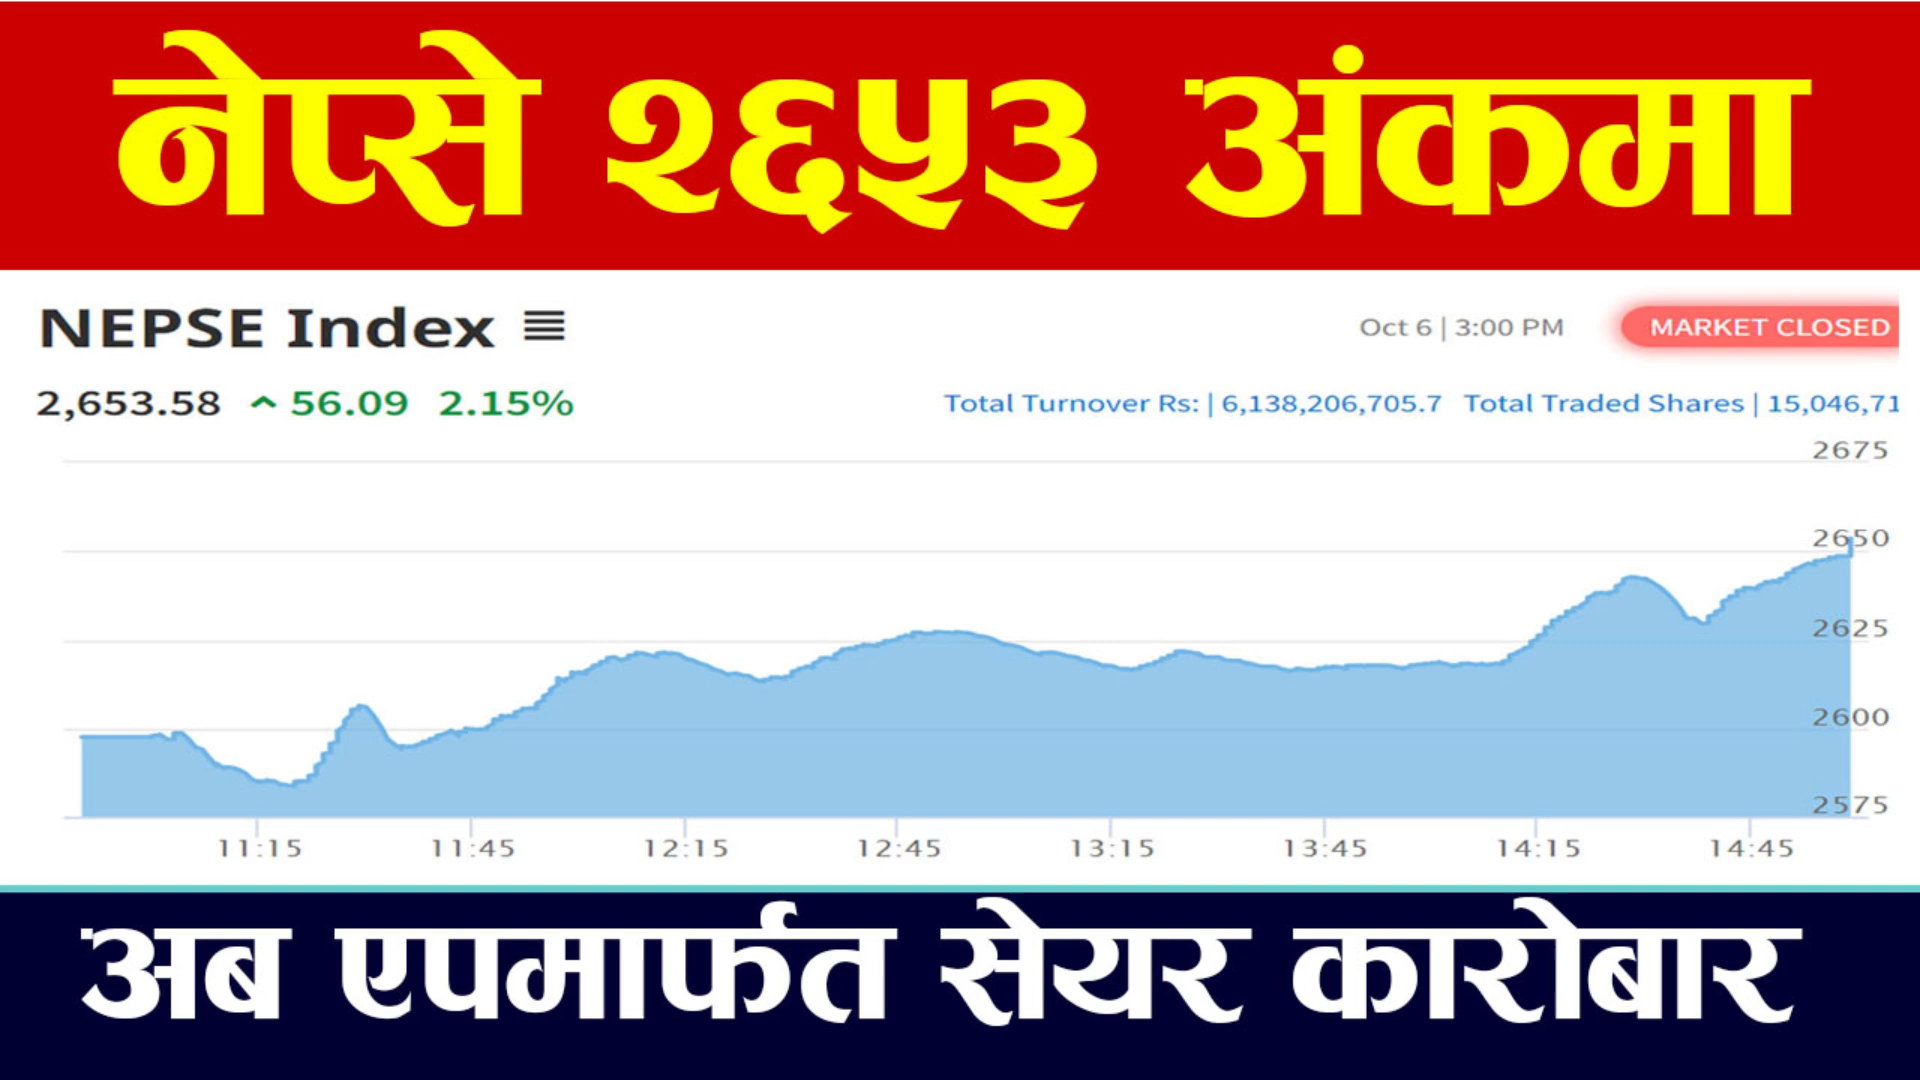 नेप्से २६५३ अंकमा
NEPSE Index
Oct 6 | 3:00 PM MARKET CLOSED
2,653.58 56.09 2.15%
Total Turnover Rs: | 6,138,206,705.7 Total Traded Shares | 15,046,71
2675
2650
2625
2600
2575
11:15 11:45 12:15 12:45 13:15 13:45 14:15 14:45
अब एपमार्फत सेयर कारोबार